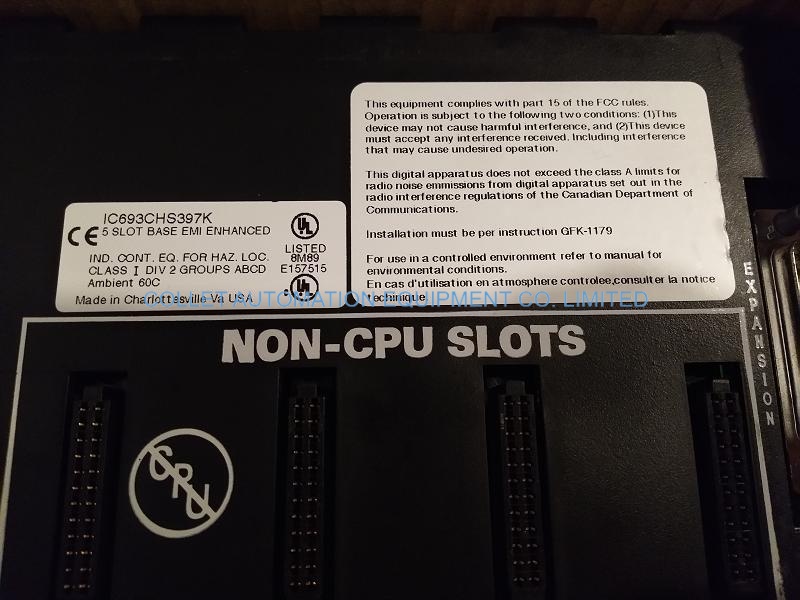 This equipment complies with part 15 of the FCC rules.
Operation is subject to the following two conditions: (1)This
device may not cause harmful interference, and (2)This device
must accept any interference received. Including interference
that may cause undesired operation.
This digital apparatus does not exceed the class A limits for
radio noise emmissions from digital apparatus set out in the
radio interference regulations of the Canadian Department of
Communications.
Installation must be per instruction GFK-1179
For use in a controlled environment refer to manual for
environmental conditions.
En cas d'utilisation en atmosphere controlee,consulter la notice
techinique.
IC693CHS397K
CE 5 SLOT BASE EMI ENHANCED
UL
LISTED
IND. CONT. EQ. FOR HAZ. LOC. 8M89
CLASS I DIV 2 GROUPS ABCD E157515
Ambient 60C
C UL
Made in Charlottesville Va USA
COLLET AUTOMATION EQUIPMENT CO. LIMITED
NON-CPU SLOTS
CPU
EXPANSION